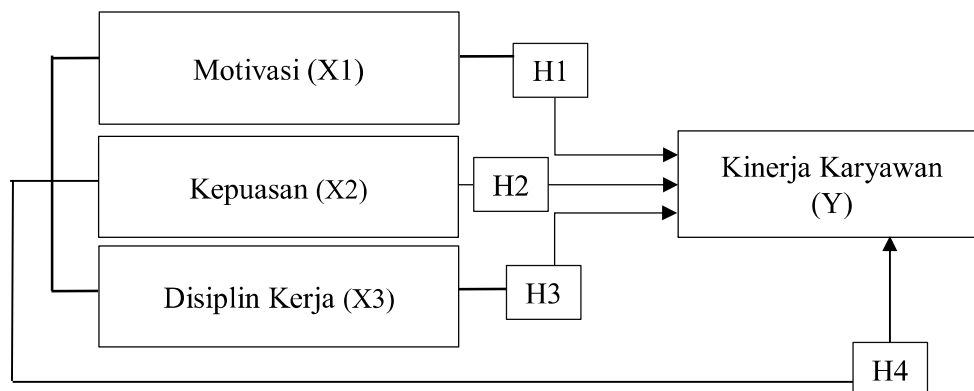 Motivasi (X1)
H1
Kepuasan (X2)
H2
Kinerja Karyawan
(Y)
Disiplin Kerja (X3)
H3
H4